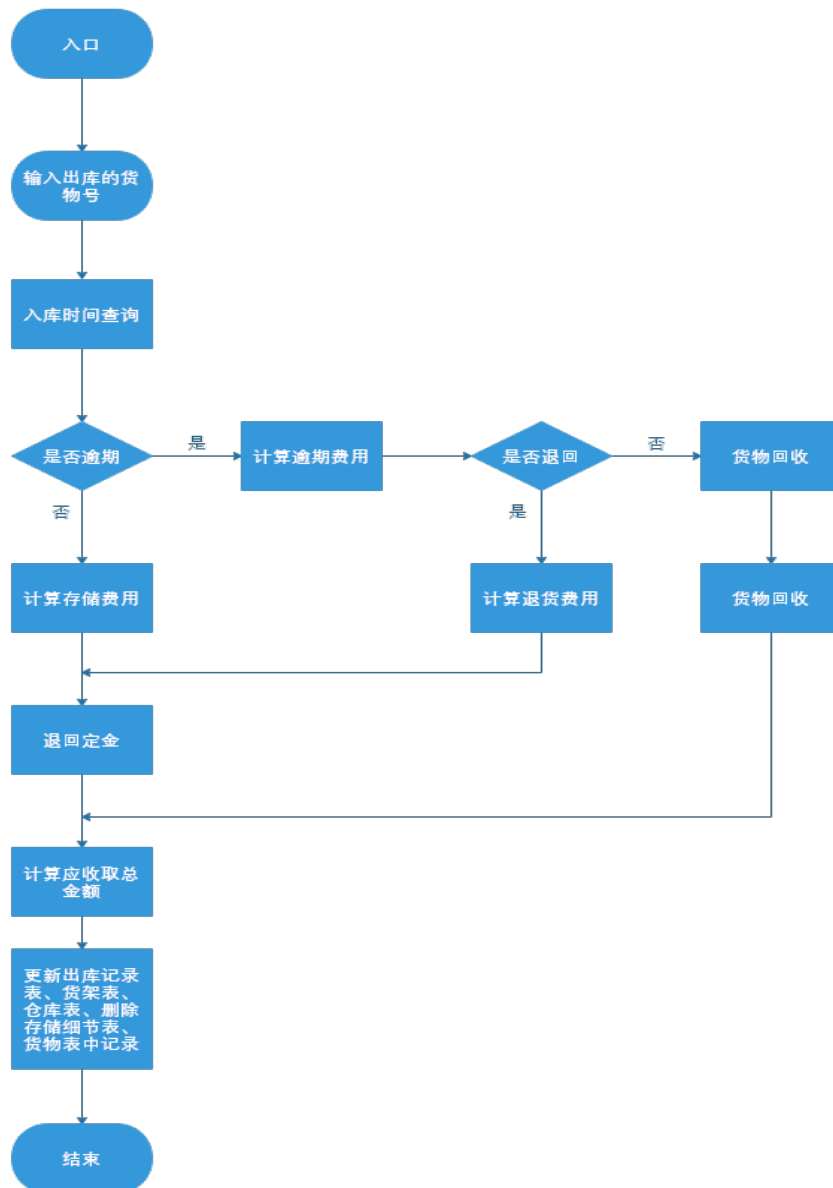 入口
输入出库的货
物号
入库时间查询
是否逾期
是
计算逾期费用
是否退回
否
货物回收
否
是
计算存储费用
计算退货费用
货物回收
退回定金
计算应收取总
金额
更新出库记录
表、货架表、
仓库表、删除
存储细节表、
货物表中记录
结束